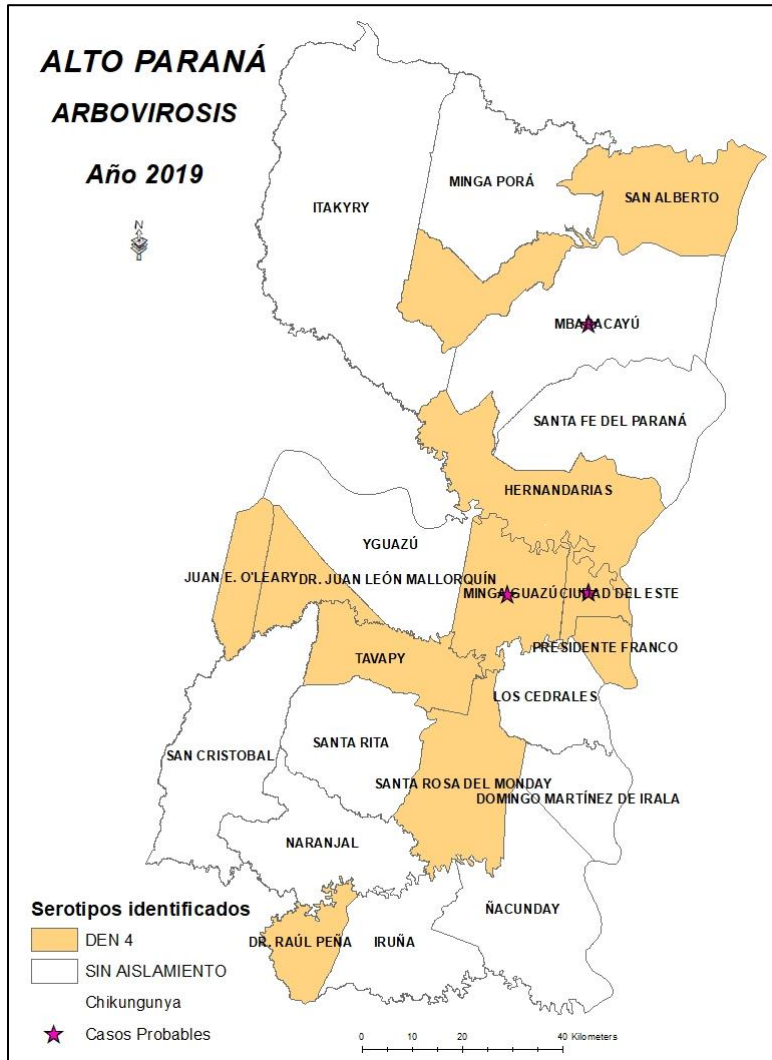 ALTO PARANÁ
ARBOVIROSIS
Año 2019
N
ITAKYRY
MINGA PORÁ
SAN ALBERTO
MBARACAYÚ
SANTA FE DEL PARANÁ
HERNANDARIAS
YGUAZÚ
JUAN E. O'LEARY
DR. JUAN LEÓN MALLORQUÍN
MINGA GUAZÚ
CIUDAD DEL ESTE
PRESIDENTE FRANCO
TAVAPY
LOS CEDRALES
SAN CRISTOBAL
SANTA RITA
SANTA ROSA DEL MONDAY
DOMINGO MARTÍNEZ DE IRALA
NARANJAL
ÑACUNDAY
DR. RAÚL PEÑA
IRUÑA
Serotipos identificados
DEN 4
SIN AISLAMIENTO
Chikungunya
Casos Probables
0 10 20 40 Kilometers